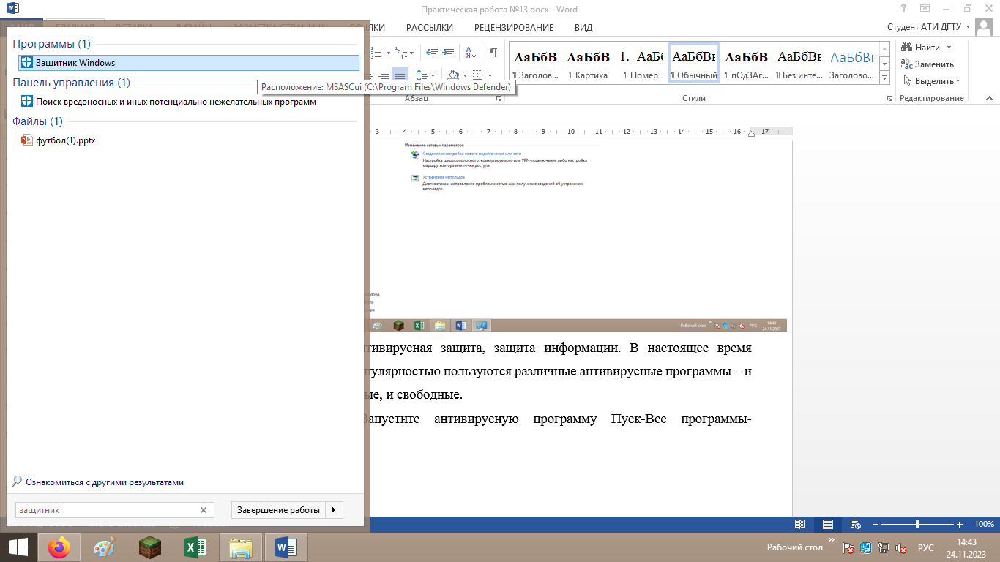 Практическая работа №13.docx - Word
ССЫЛКИ
РАССЫЛКИ
РЕЦЕНЗИРОВАНИЕ
ВИД
Студент АТИ ДГТУ
Программы (1)
Защитник Windows
Расположение: MSASCui (C:\Program Files\Windows Defender)
Панель управления (1)
Поиск вредоносных и иных потенциально нежелательных программ
Файлы (1)
футбол(1).pptx
Ознакомиться с другими результатами
защитник
Завершение работы
АаБбВ АаБбВ 1. АаБб АаБбВв АаБбВ АаБбВв АаБбВв
¶ Заголов... ¶ Картика ¶ Номер ¶ Обычный ¶ пОдЗАг... ¶ Без инте... Заголово...
Абзац
Стили
Найти
Заменить
Выделить
Редактирование
3 4 5 6 7 8 9 10 11 12 13 14 15 16 17
Изменение сетевых параметров
Создание и настройка нового подключения или сети
Настройка широкополосного, коммутируемого или VPN-подключения либо настройка
маршрутизатора или точки доступа.
Устранение неполадок
Диагностика и исправление проблем с сетью или получение сведений об устранении
неполадок.
Рабочий стол
РУС
14:41
24.11.2023
тивирусная защита, защита информации. В настоящее время
пулярностью пользуются различные антивирусные программы – и
ые, и свободные.
Запустите антивирусную программу Пуск-Все программы-
100%
Рабочий стол
РУС
14:43
24.11.2023